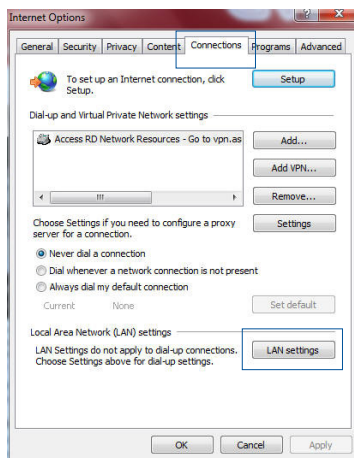 Internet Options
General Security Privacy Content Connections Programs Advanced
To set up an Internet connection, click
Setup.
Setup
Dial-up and Virtual Private Network settings
Access RD Network Resources - Go to vpn.as
Add...
Add VPN...
Remove...
Choose Settings if you need to configure a proxy
server for a connection.
Settings
Never dial a connection
Dial whenever a network connection is not present
Always dial my default connection
Current None
Set default
Local Area Network (LAN) settings
LAN Settings do not apply to dial-up connections.
Choose Settings above for dial-up settings.
LAN settings
OK Cancel Apply